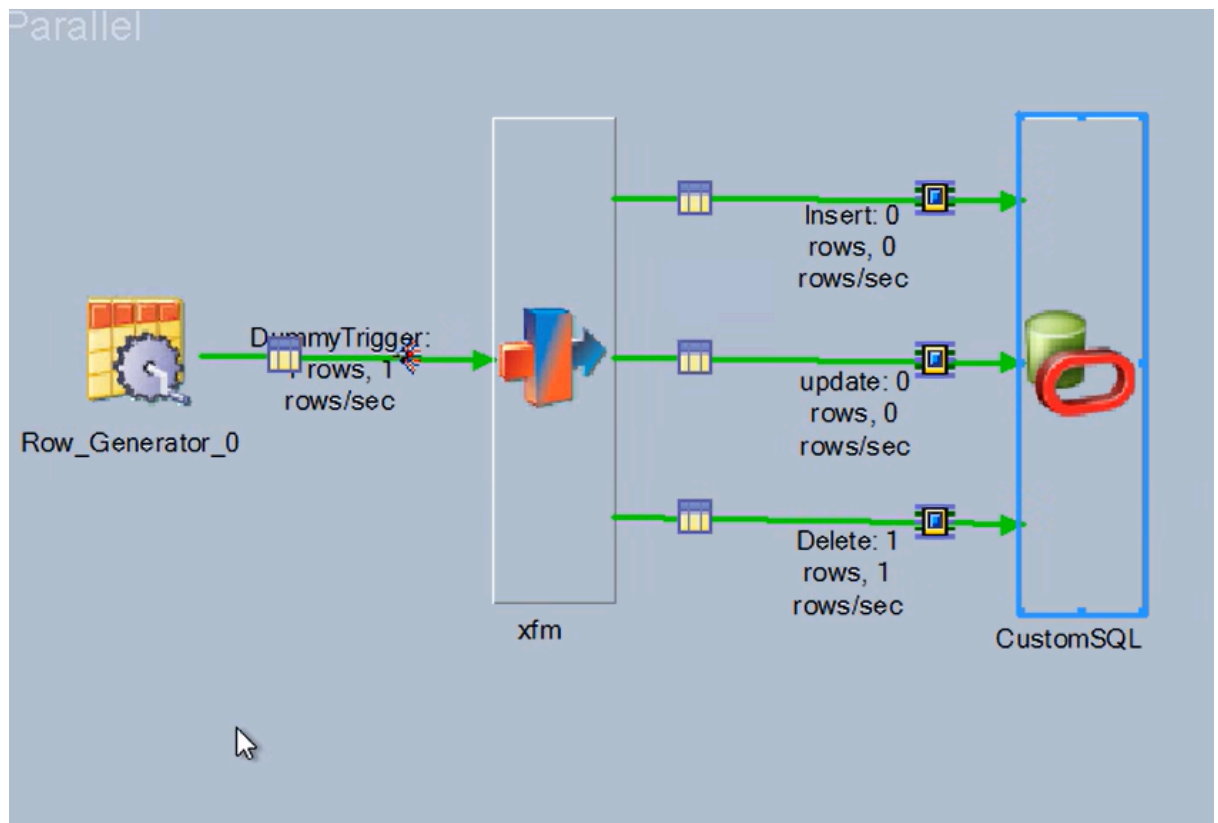 Parallel
Insert: 0
rows, 0
rows/sec
DummyTrigger:
1 rows, 1
rows/sec
update: 0
rows, 0
rows/sec
Row_Generator_0
Delete: 1
rows, 1
rows/sec
xfm
CustomSQL